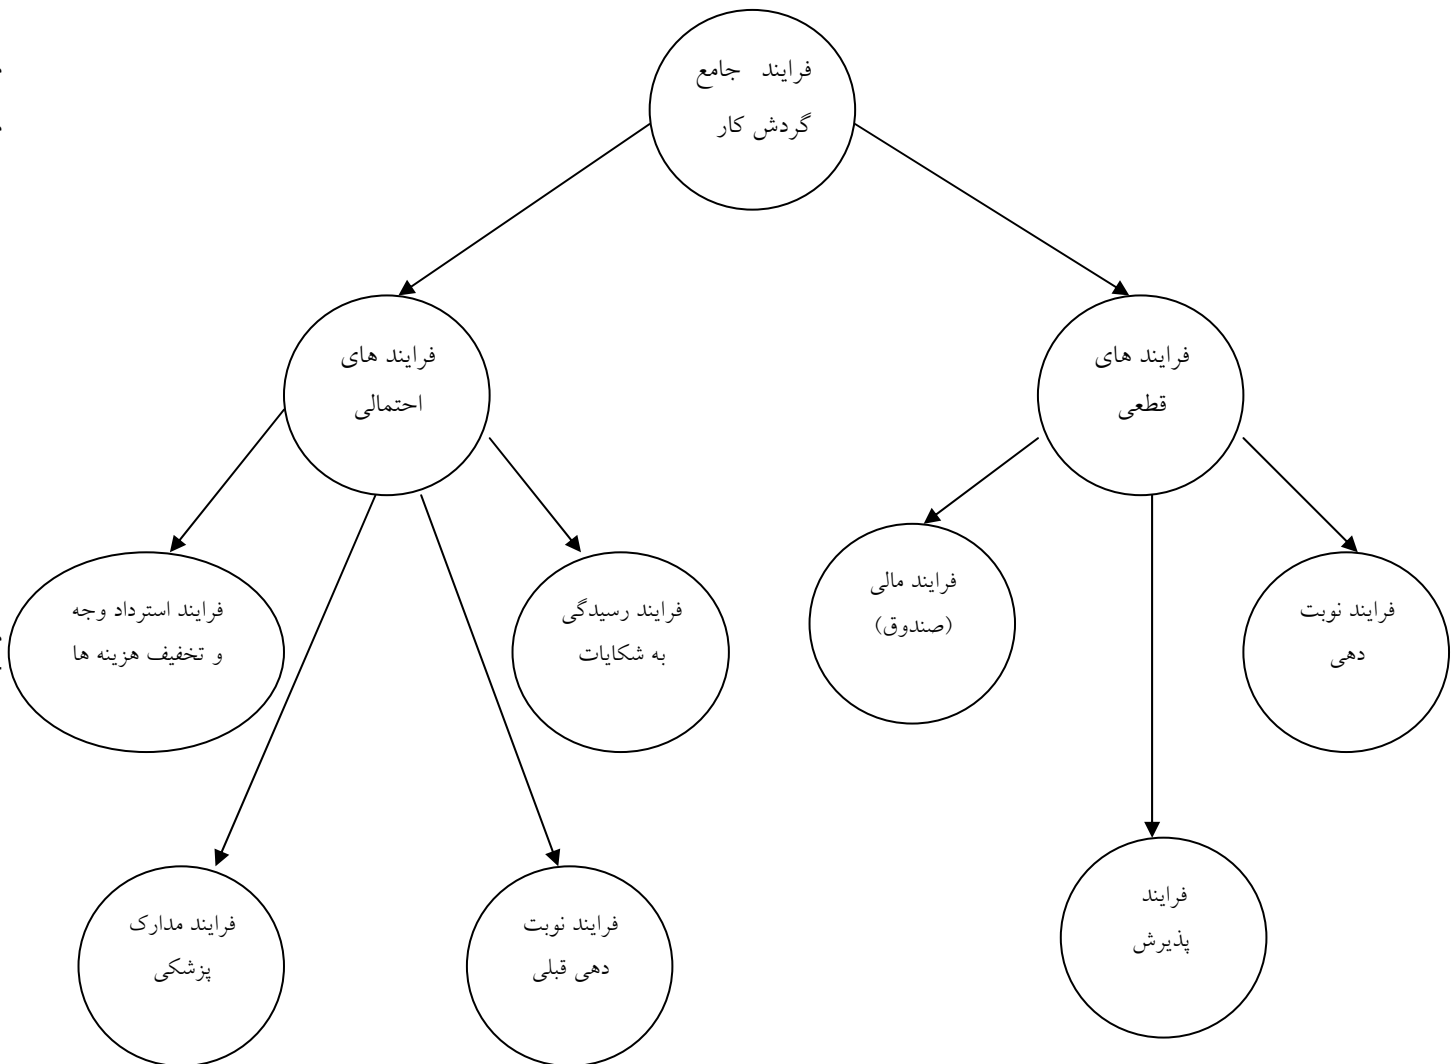 فرایند جامع
گردش کار
فرایند های
قطعی
فرایند های
احتمالی
فرایند نوبت
دهی
فرایند مالی
(صندوق)
فرایند رسیدگی
به شکایات
فرایند استرداد وجه
و تخفیف هزینه ها
فرایند
پذیرش
فرایند نوبت
دهی قبلی
فرایند مدارک
پزشکی